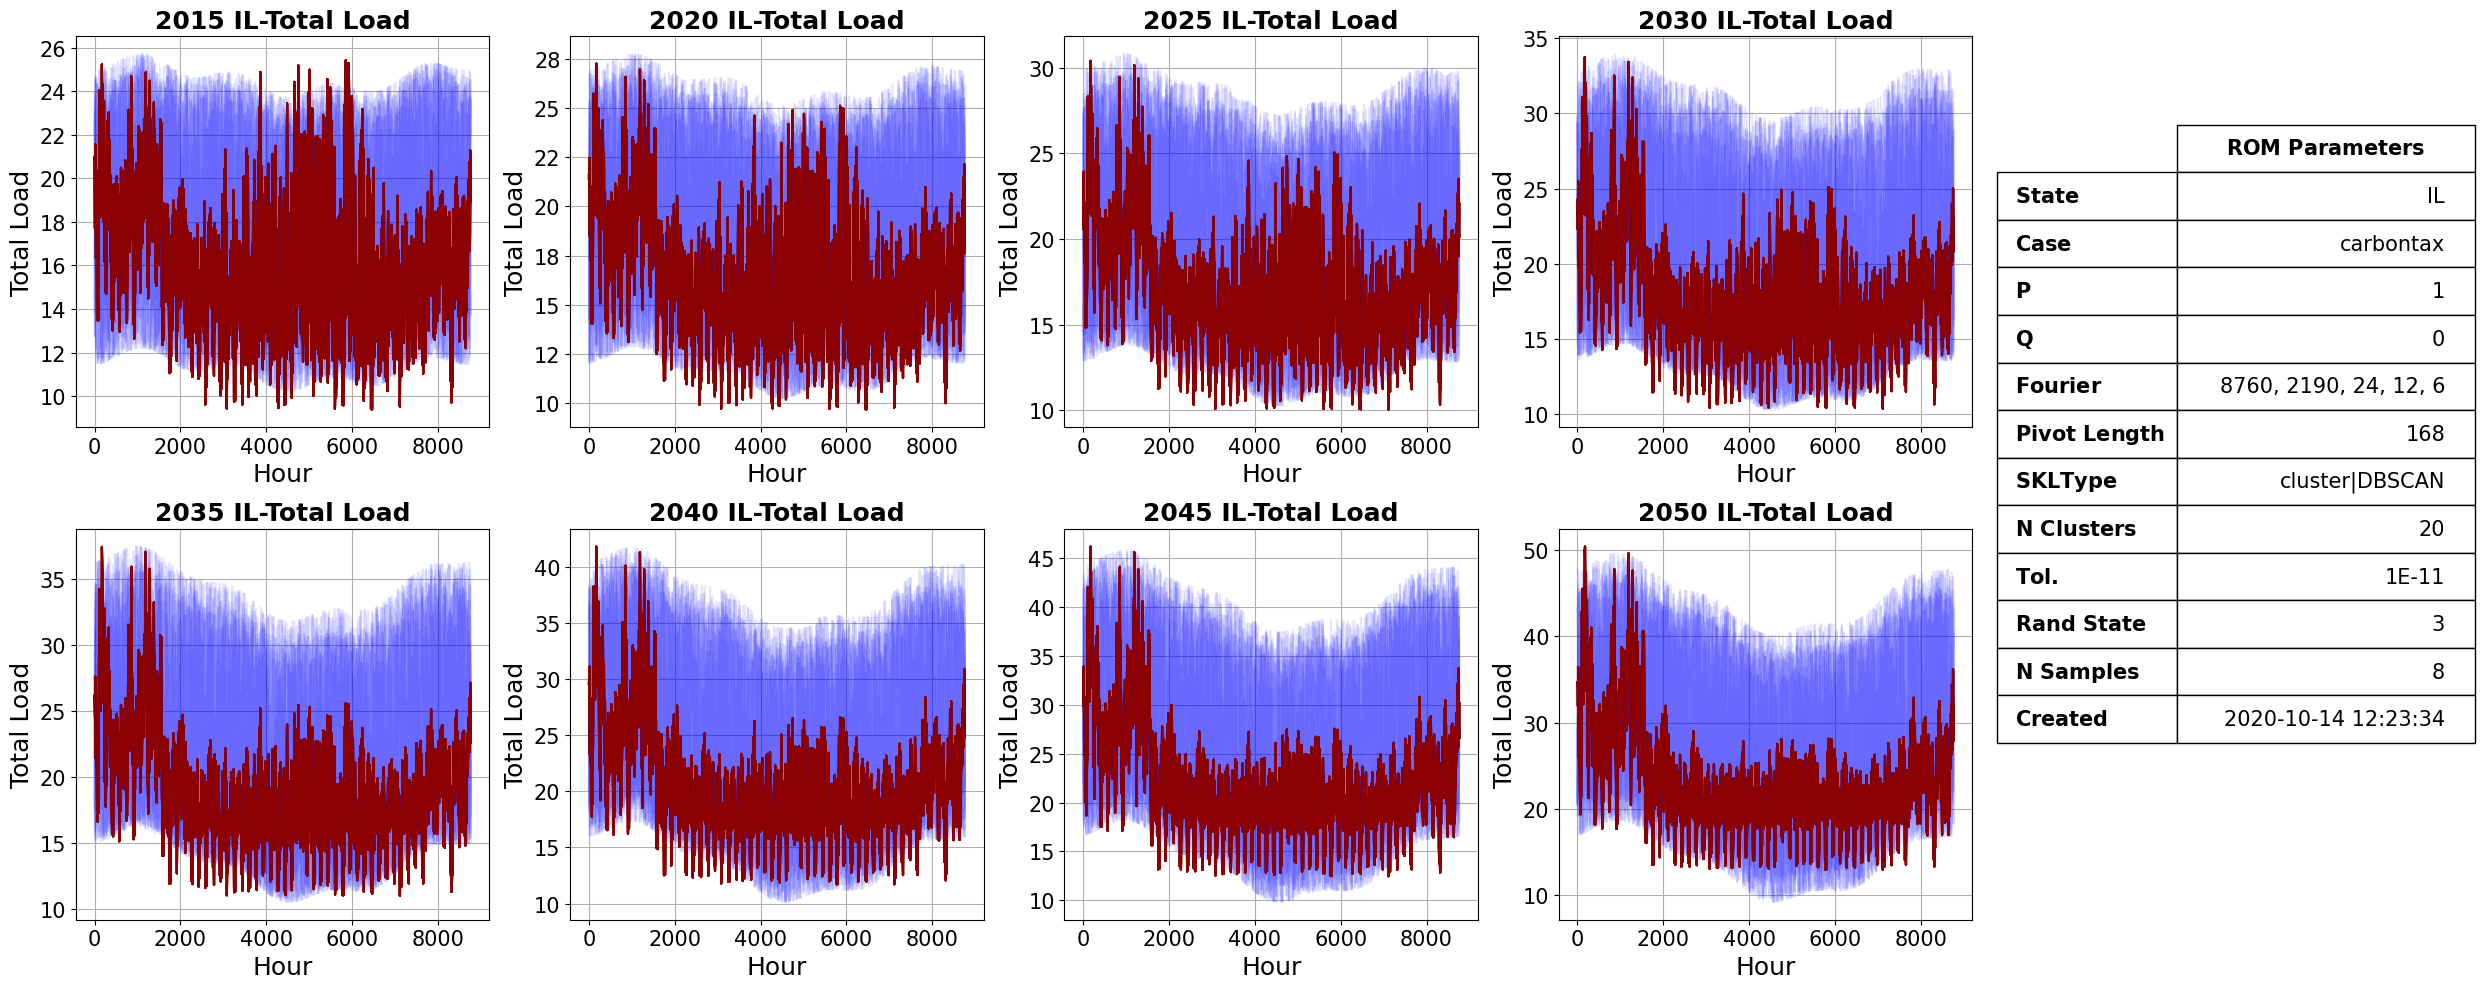 2015 IL-Total Load
26
24
22
20
18
16
14
12
10
Total Load
0 2000 4000 6000 8000
Hour
2020 IL-Total Load
28
25
22
20
18
15
12
10
Total Load
0 2000 4000 6000 8000
Hour
2025 IL-Total Load
30
25
20
15
10
Total Load
0 2000 4000 6000 8000
Hour
2030 IL-Total Load
35
30
25
20
15
10
Total Load
0 2000 4000 6000 8000
Hour
2035 IL-Total Load
35
30
25
20
15
10
Total Load
0 2000 4000 6000 8000
Hour
2040 IL-Total Load
40
35
30
25
20
15
10
Total Load
0 2000 4000 6000 8000
Hour
2045 IL-Total Load
45
40
35
30
25
20
15
10
Total Load
0 2000 4000 6000 8000
Hour
2050 IL-Total Load
50
40
30
20
10
Total Load
0 2000 4000 6000 8000
Hour
ROM Parameters
State IL
Case carbontax
P 1
Q 0
Fourier 8760, 2190, 24, 12, 6
Pivot Length 168
SKLType cluster|DBSCAN
N Clusters 20
Tol. 1E-11
Rand State 3
N Samples 8
Created 2020-10-14 12:23:34